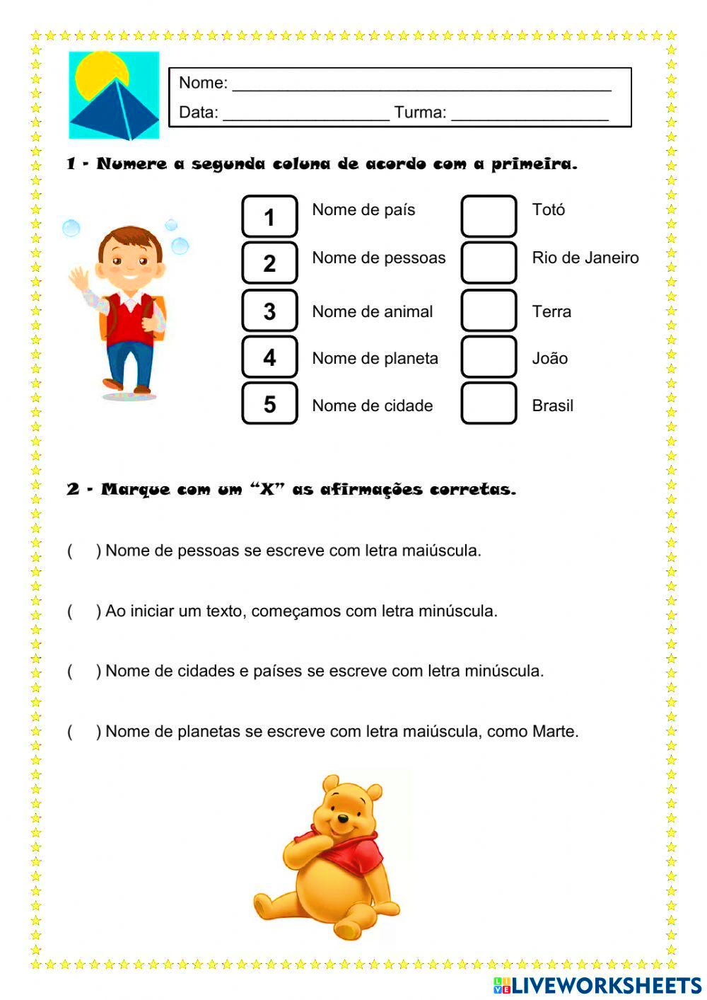 Nome: ________________________________________
Data: _________________ Turma: ________________
1 - Numere a segunda coluna de acordo com a primeira.
1 Nome de país Totó
2 Nome de pessoas Rio de Janeiro
3 Nome de animal Terra
4 Nome de planeta João
5 Nome de cidade Brasil
2 - Marque com um “X” as afirmações corretas.
( ) Nome de pessoas se escreve com letra maiúscula.
( ) Ao iniciar um texto, começamos com letra minúscula.
( ) Nome de cidades e países se escreve com letra minúscula.
( ) Nome de planetas se escreve com letra maiúscula, como Marte.
LIVE LIVEWORKSHEETS